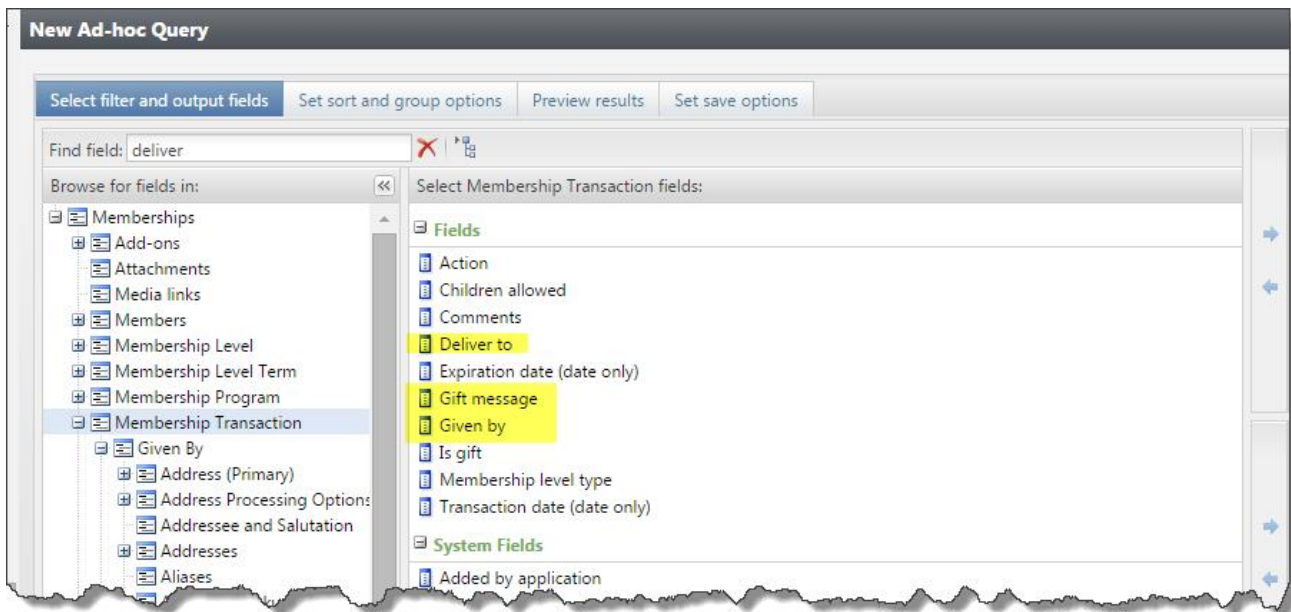 New Ad-hoc Query
Select filter and output fields
Set sort and group options
Preview results
Set save options
Find field: deliver
Browse for fields in:
Memberships
Add-ons
Attachments
Media links
Members
Membership Level
Membership Level Term
Membership Program
Membership Transaction
Given By
Address (Primary)
Address Processing Options
Addressee and Salutation
Addresses
Aliases
Select Membership Transaction fields:
Fields
Action
Children allowed
Comments
Deliver to
Expiration date (date only)
Gift message
Given by
Is gift
Membership level type
Transaction date (date only)
System Fields
Added by application